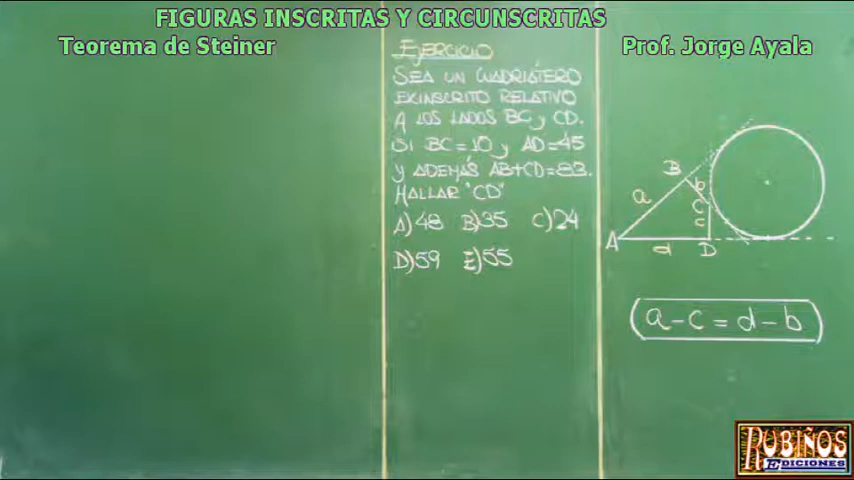 FIGURAS INSCRITAS Y CIRCUNSCRITAS
Teorema de Steiner
Prof. Jorge Ayala
EJERCICIO
SEA UN CUADRILÁTERO
EXINSCRITO RELATIVO
A LOS LADOS BC y CD.
SI BC=10 y AD=45
y ADEMÁS AB+CD=83.
HALLAR "CD"
A)48 B)35 C)24
D)59 E)55
B
b
a
C
c
A
d
D
a-c = d-b
RUBIÑOS
EDICIONES